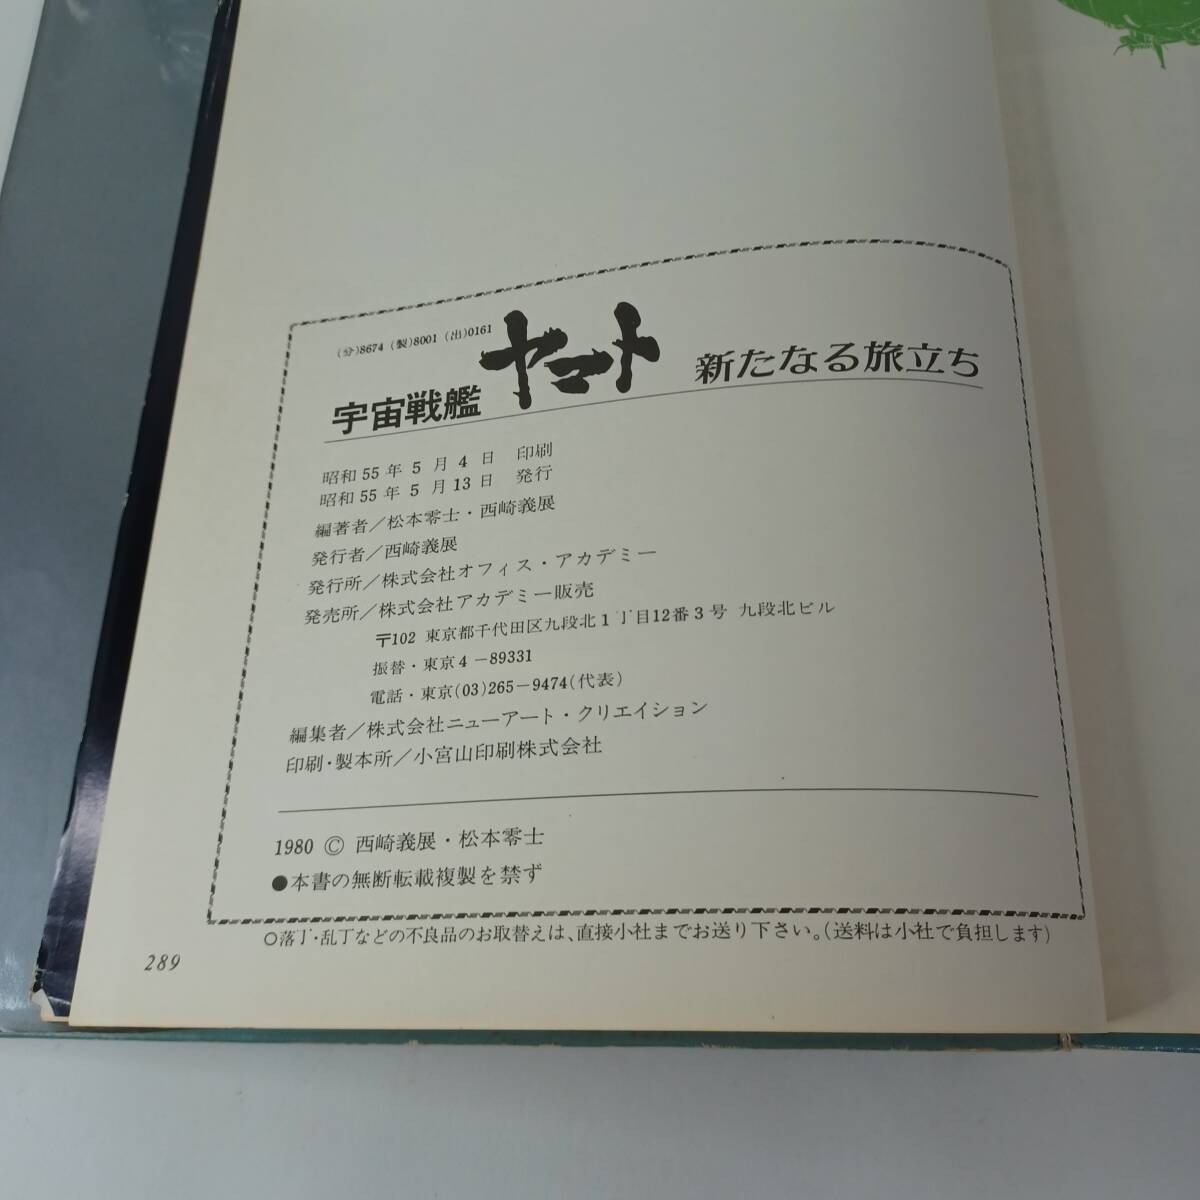 (分)8674 (製)8001 (出)0161
宇宙戦艦ヤマト 新たなる旅立ち
昭和55年5月4日 印刷
昭和55年5月13日 発行
編著者／松本零士・西崎義展
発行者／西崎義展
発行所／株式会社オフィス・アカデミー
発売所／株式会社アカデミー販売
〒102 東京都千代田区九段北1丁目12番3号 九段北ビル
振替・東京4－89331
電話・東京(03)265－9474(代表)
編集者／株式会社ニューアート・クリエイション
印刷・製本所／小宮山印刷株式会社
1980 © 西崎義展・松本零士
●本書の無断転載複製を禁ず
○落丁・乱丁などの不良品のお取替えは、直接小社までお送り下さい。(送料は小社で負担します)
289